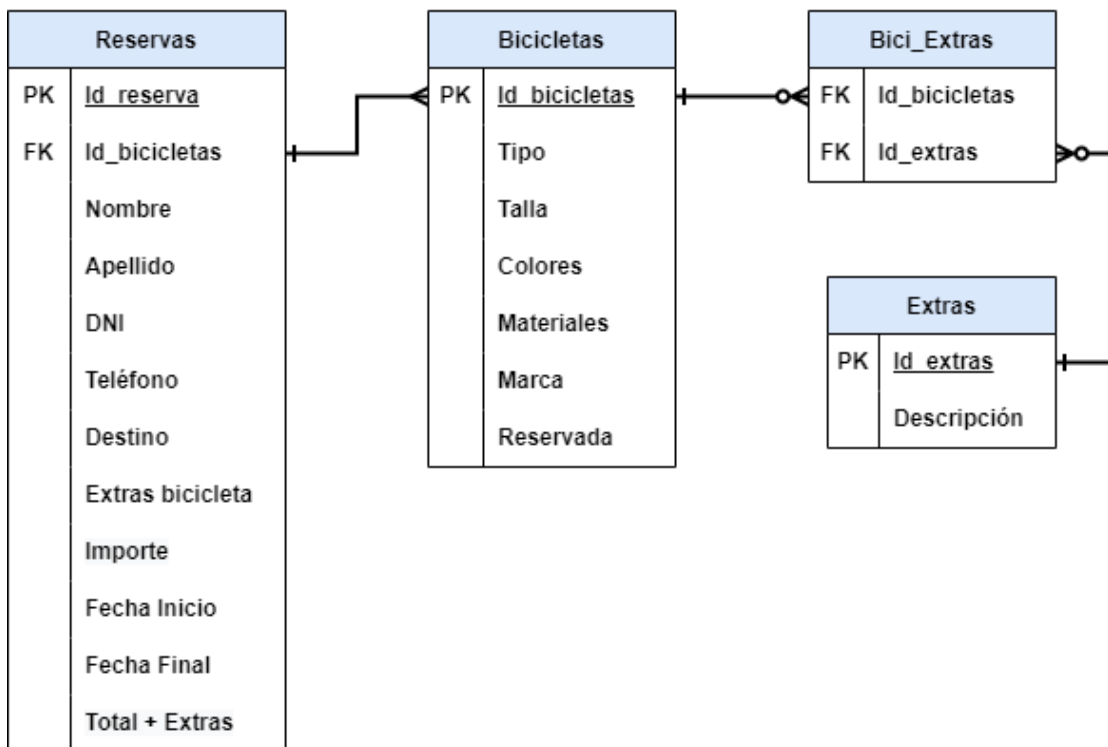 Reservas
PK Id_reserva
FK Id_bicicletas
Nombre
Apellido
DNI
Teléfono
Destino
Extras bicicleta
Importe
Fecha Inicio
Fecha Final
Total + Extras
Bicicletas
PK Id_bicicletas
Tipo
Talla
Colores
Materiales
Marca
Reservada
Bici_Extras
FK Id_bicicletas
FK Id_extras
Extras
PK Id_extras
Descripción